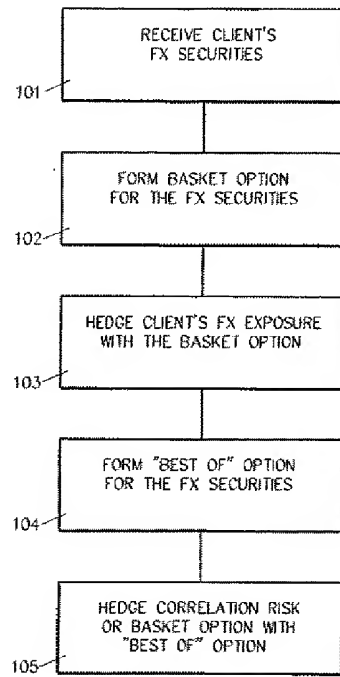 RECEIVE CLIENT'S
FX SECURITIES
101
FORM BASKET OPTION
FOR THE FX SECURITIES
102
HEDGE CLIENT'S FX EXPOSURE
WITH THE BASKET OPTION
103
FORM "BEST OF" OPTION
FOR THE FX SECURITIES
104
HEDGE CORRELATION RISK
OR BASKET OPTION WITH
"BEST OF" OPTION
105